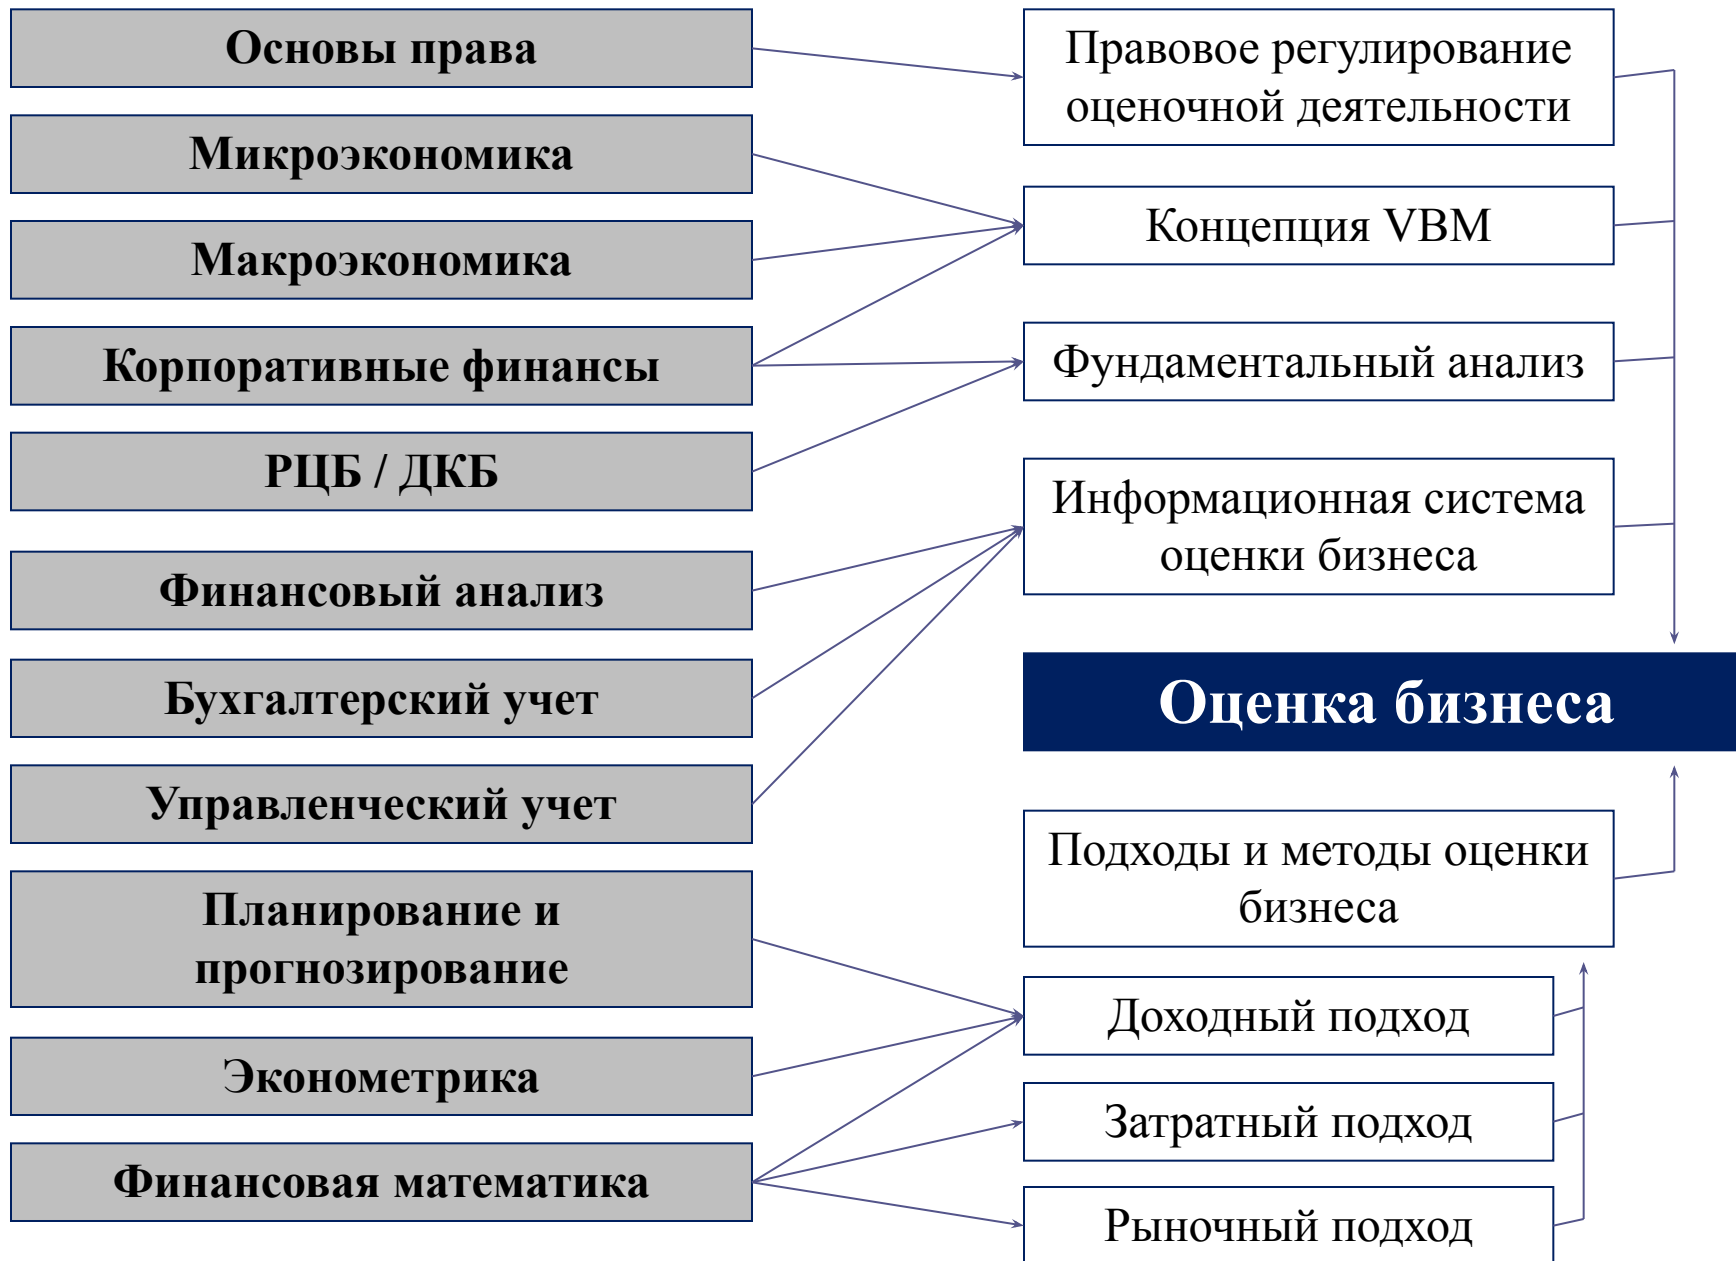 Основы права
Микроэкономика
Макроэкономика
Корпоративные финансы
РЦБ / ДКБ
Финансовый анализ
Бухгалтерский учет
Управленческий учет
Планирование и
прогнозирование
Эконометрика
Финансовая математика
Правовое регулирование
оценочной деятельности
Концепция VBM
Фундаментальный анализ
Информационная система
оценки бизнеса
Оценка бизнеса
Подходы и методы оценки
бизнеса
Доходный подход
Затратный подход
Рыночный подход